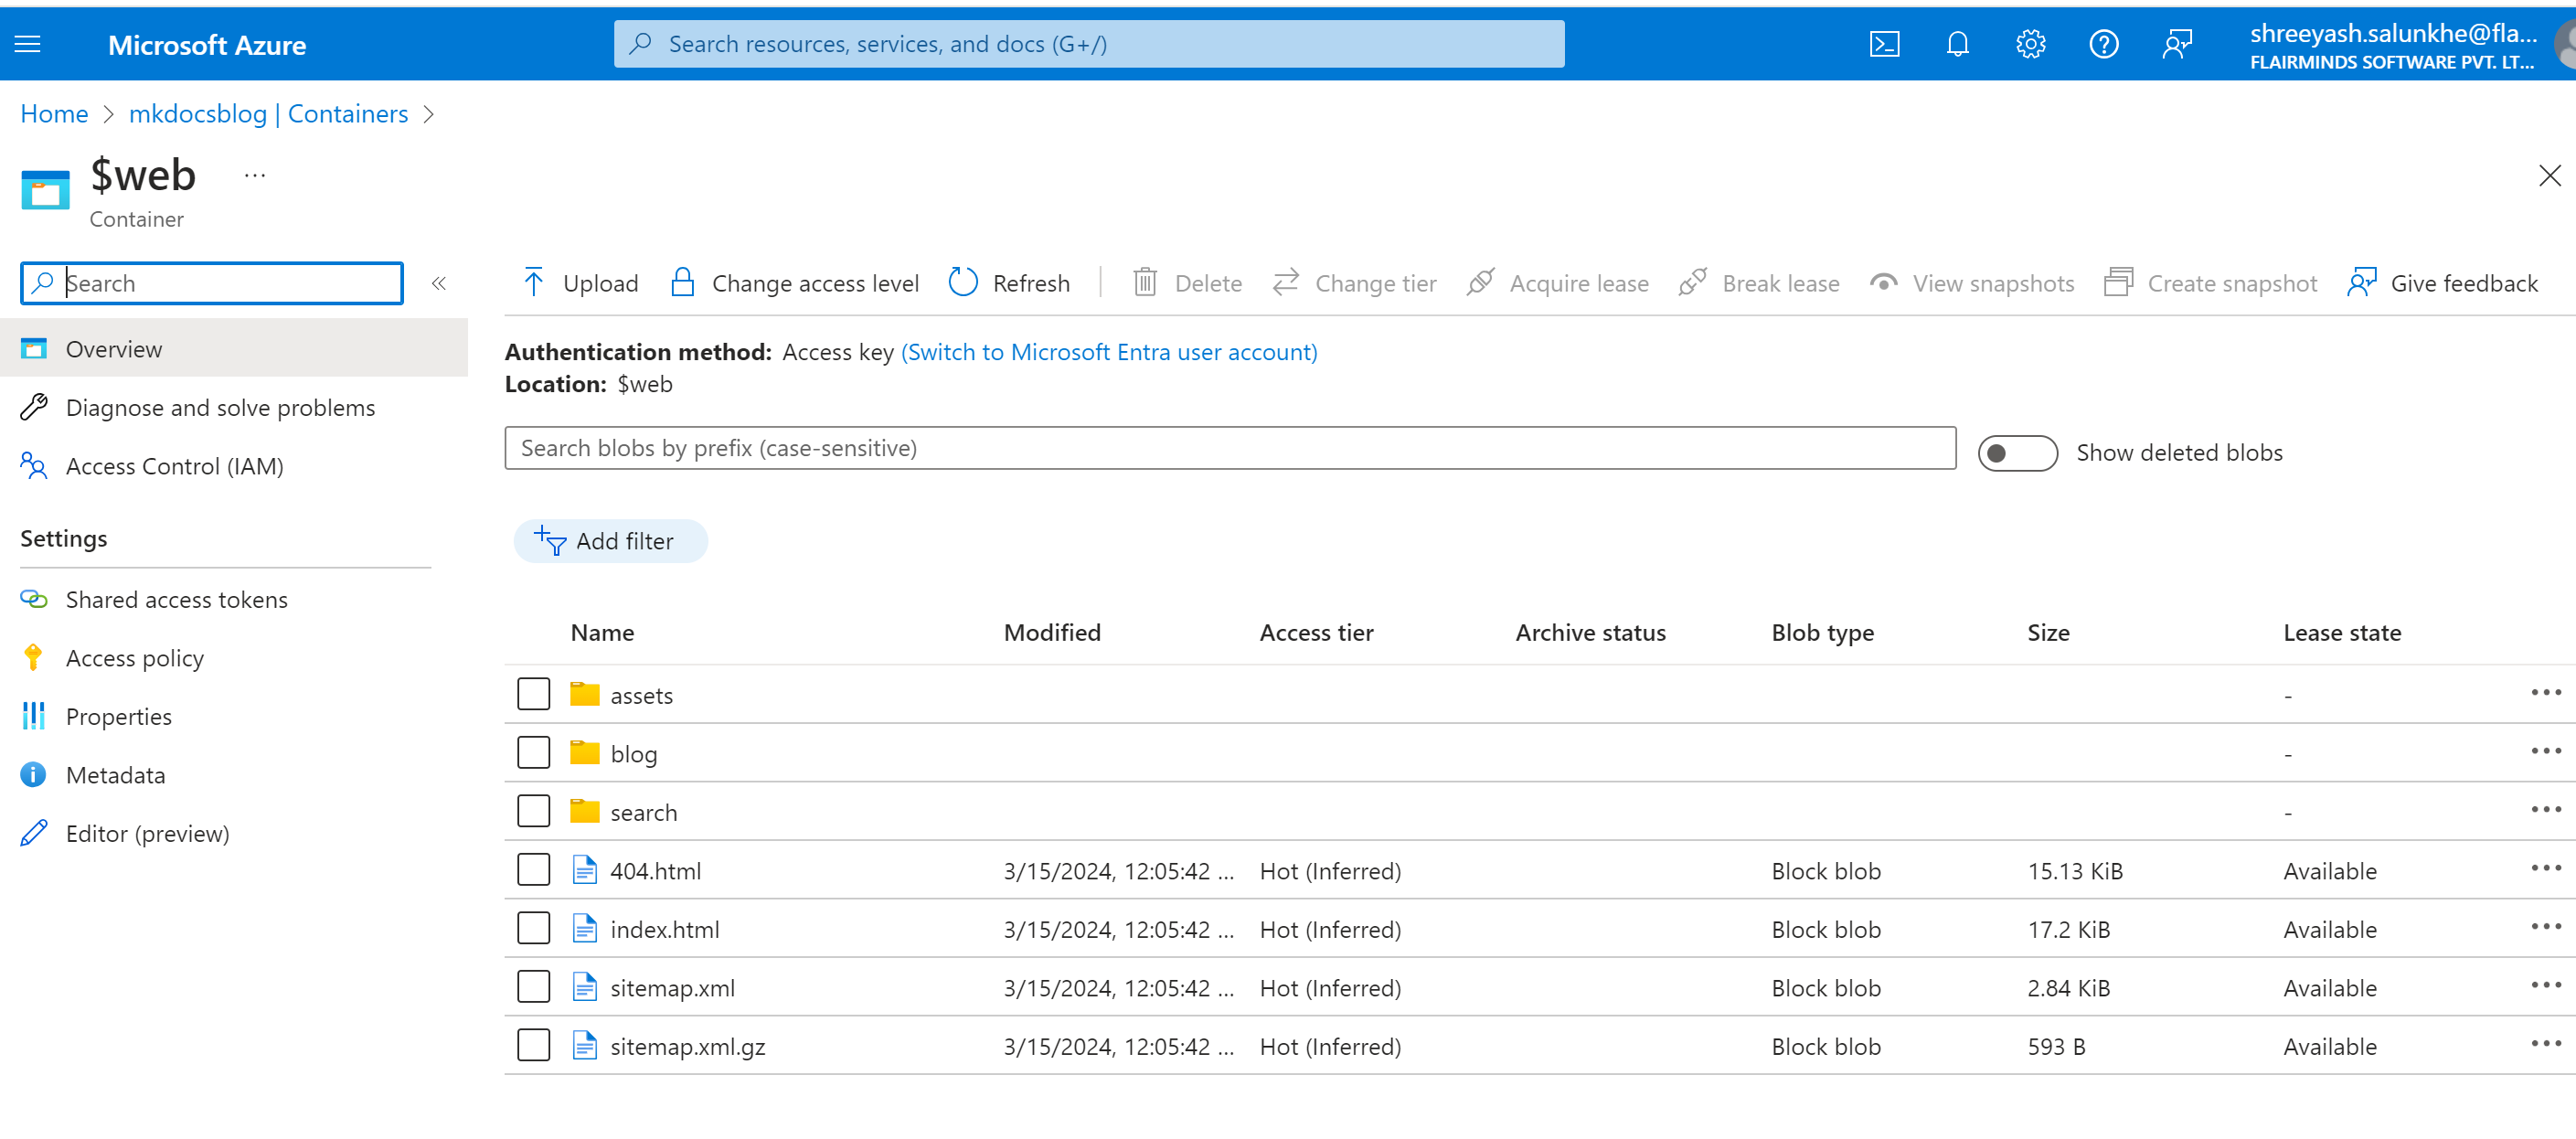 Microsoft Azure
Search resources, services, and docs (G+/)
shreeyash.salunkhe@fla...
FLAIRMINDS SOFTWARE PVT. LT...
Home > mkdocsblog | Containers >
$web ...
Container
Search
«
Upload Change access level Refresh Delete Change tier Acquire lease Break lease View snapshots Create snapshot Give feedback
Overview
Diagnose and solve problems
Access Control (IAM)
Settings
Shared access tokens
Access policy
Properties
Metadata
Editor (preview)
Authentication method: Access key (Switch to Microsoft Entra user account)
Location: $web
Search blobs by prefix (case-sensitive)
Show deleted blobs
Add filter
Name Modified Access tier Archive status Blob type Size Lease state
assets - ...
blog - ...
search - ...
404.html 3/15/2024, 12:05:42 ... Hot (Inferred) Block blob 15.13 KiB Available ...
index.html 3/15/2024, 12:05:42 ... Hot (Inferred) Block blob 17.2 KiB Available ...
sitemap.xml 3/15/2024, 12:05:42 ... Hot (Inferred) Block blob 2.84 KiB Available ...
sitemap.xml.gz 3/15/2024, 12:05:42 ... Hot (Inferred) Block blob 593 B Available ...